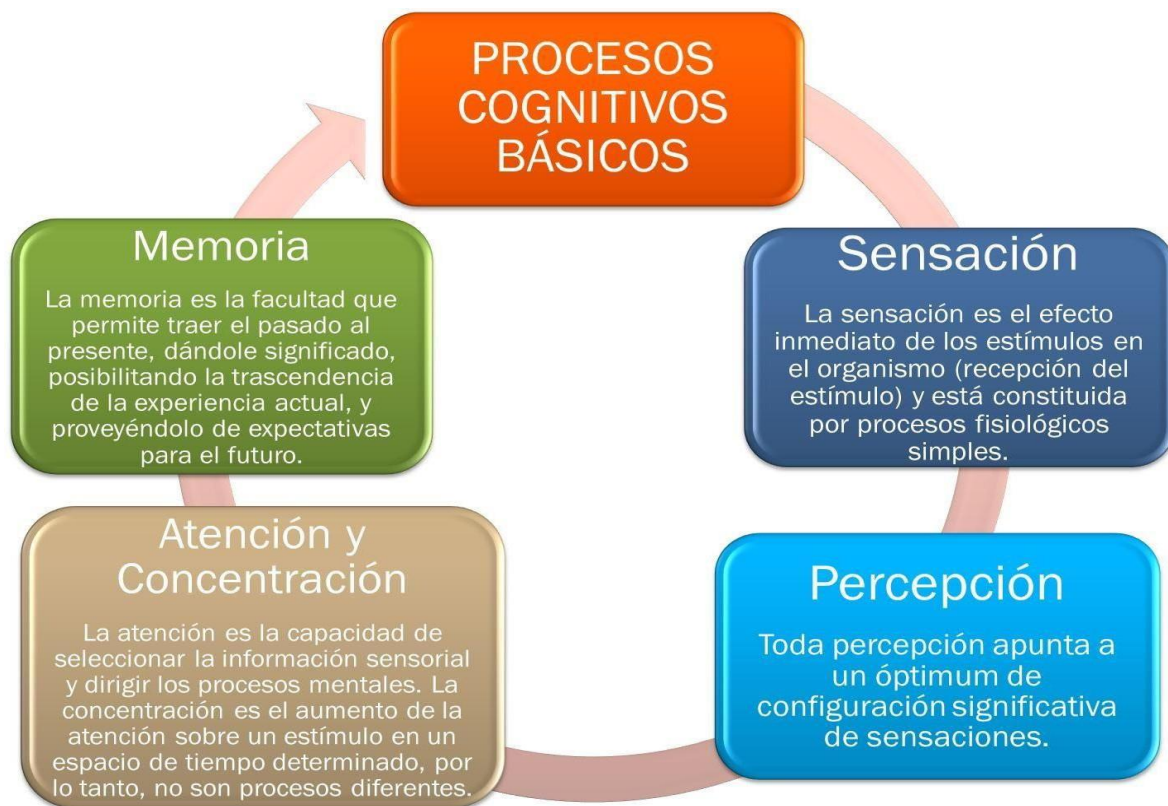 PROCESOS
COGNITIVOS
BÁSICOS
Sensación
La sensación es el efecto
inmediato de los estímulos en
el organismo (recepción del
estímulo) y está constituida
por procesos fisiológicos
simples.
Percepción
Toda percepción apunta a
un óptimum de
configuración significativa
de sensaciones.
Atención y
Concentración
La atención es la capacidad de
seleccionar la información sensorial
y dirigir los procesos mentales. La
concentración es el aumento de la
atención sobre un estímulo en un
espacio de tiempo determinado, por
lo tanto, no son procesos diferentes.
Memoria
La memoria es la facultad que
permite traer el pasado al
presente, dándole significado,
posibilitando la trascendencia
de la experiencia actual, y
proveyéndolo de expectativas
para el futuro.